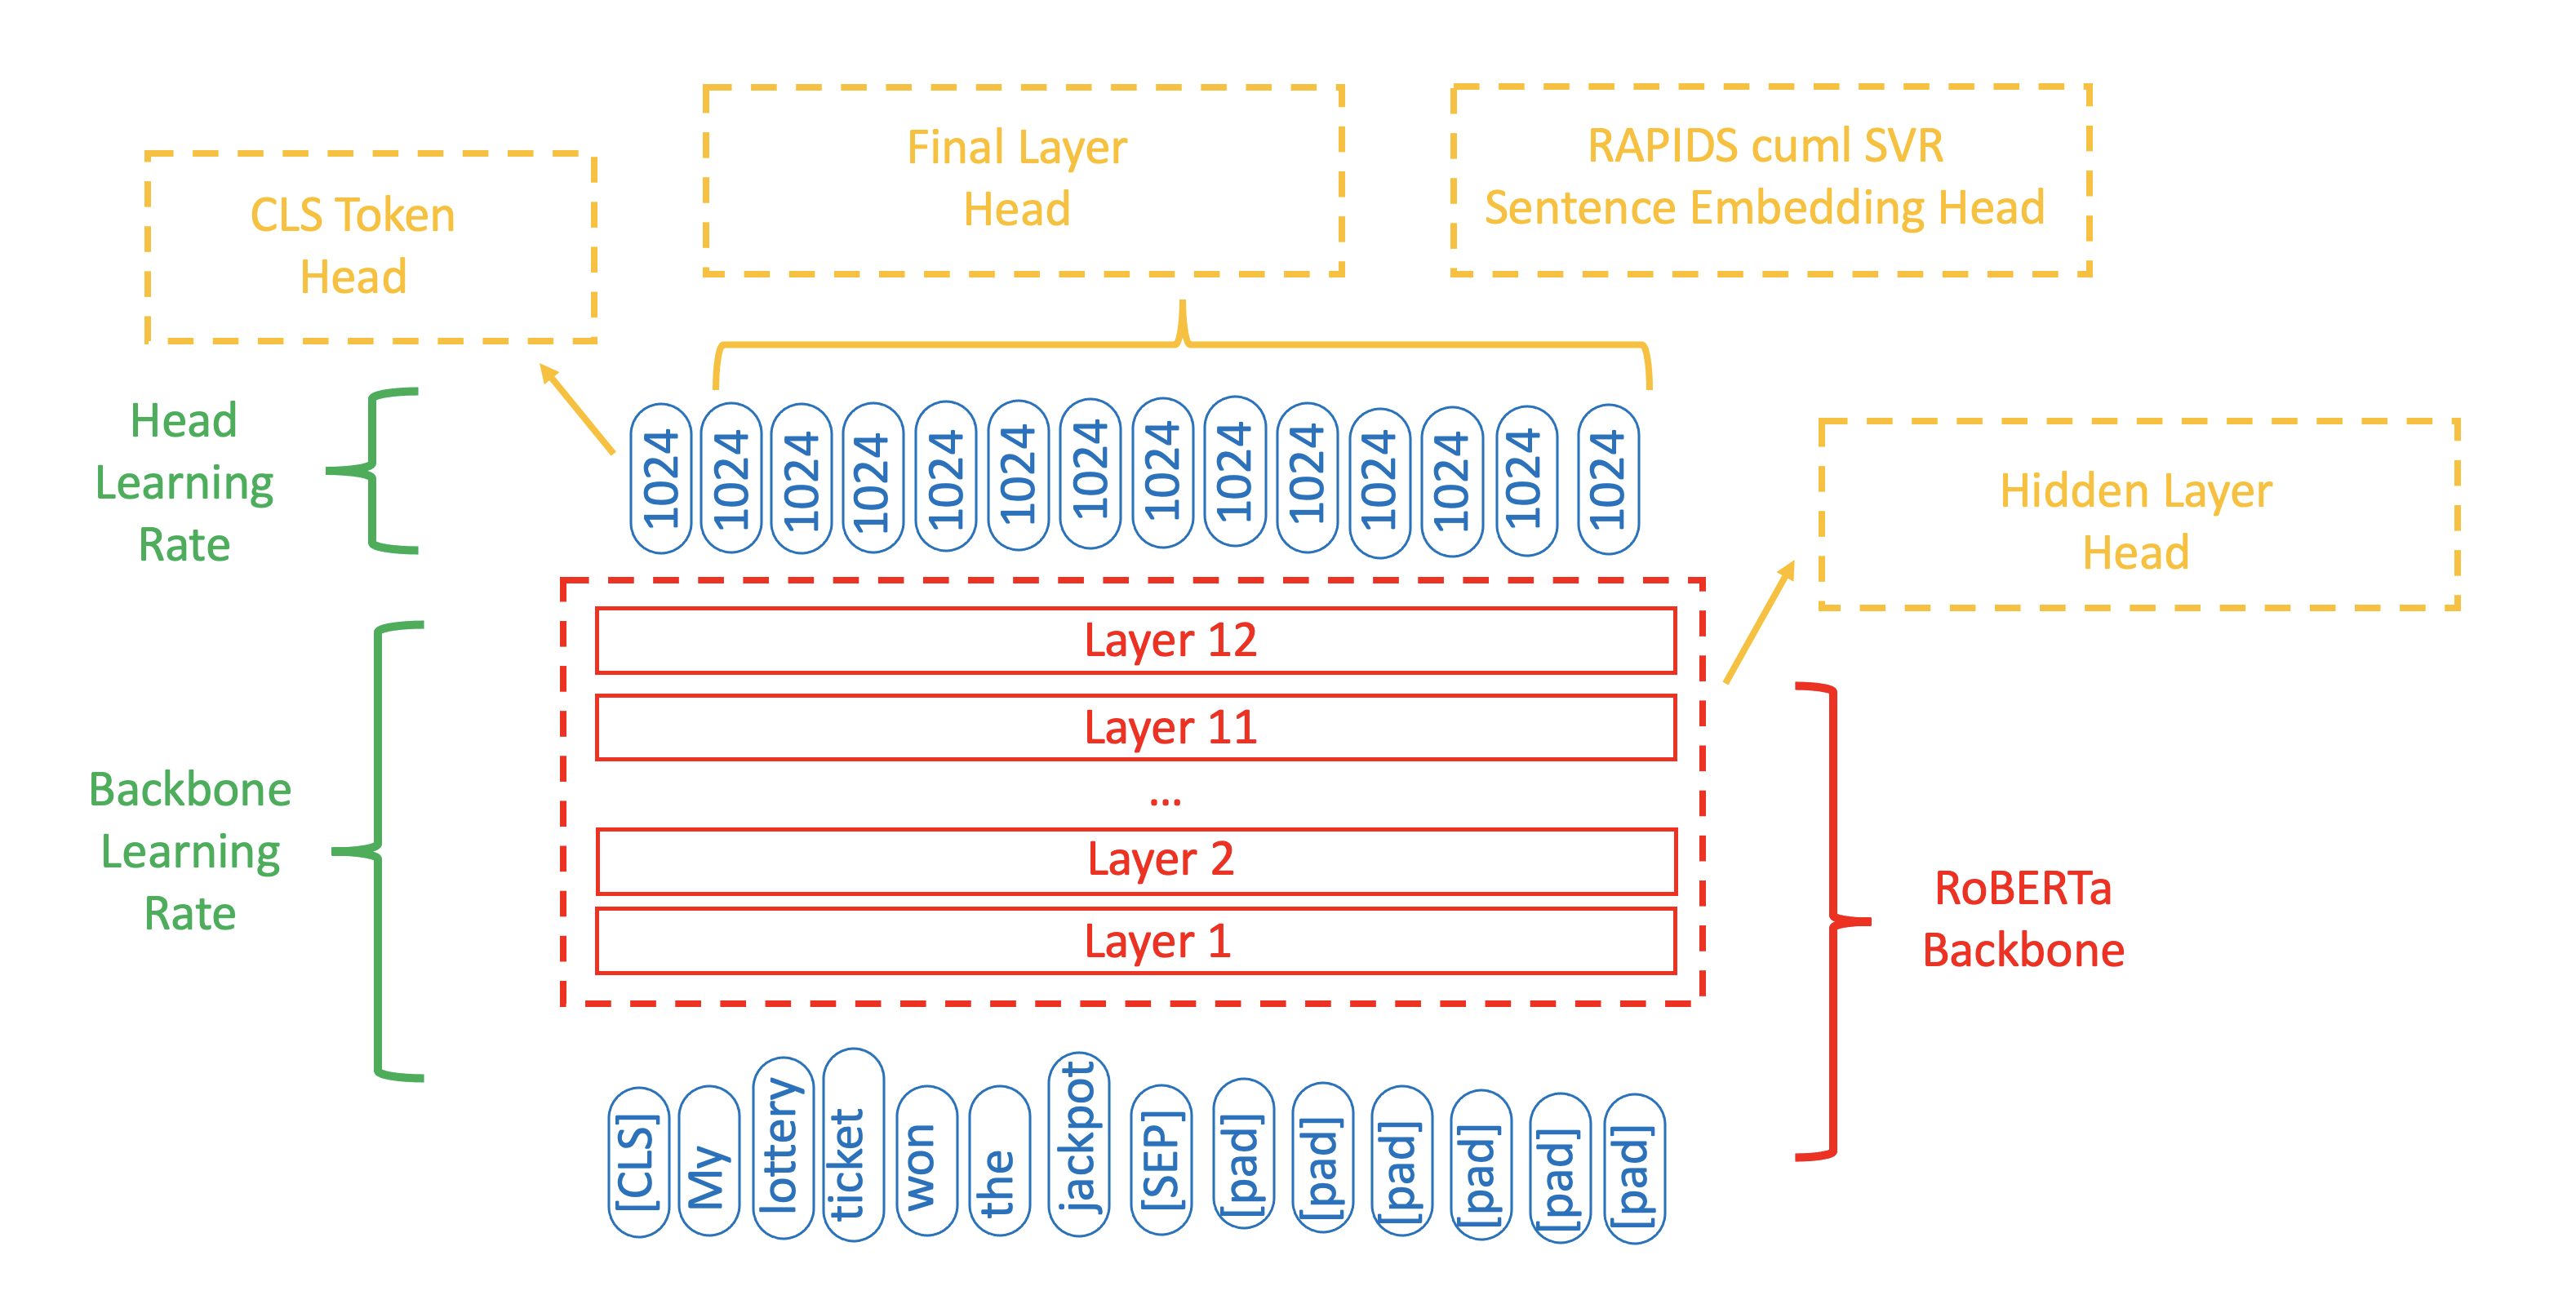 CLS Token
Head
Final Layer
Head
RAPIDS cuml SVR
Sentence Embedding Head
Head
Learning
Rate
1024
1024
1024
1024
1024
1024
1024
1024
1024
1024
1024
1024
1024
1024
Hidden Layer
Head
Layer 12
Layer 11
...
Layer 2
Layer 1
Backbone
Learning
Rate
RoBERTa
Backbone
[CLS]
My
lottery
ticket
won
the
jackpot
[SEP]
[pad]
[pad]
[pad]
[pad]
[pad]
[pad]